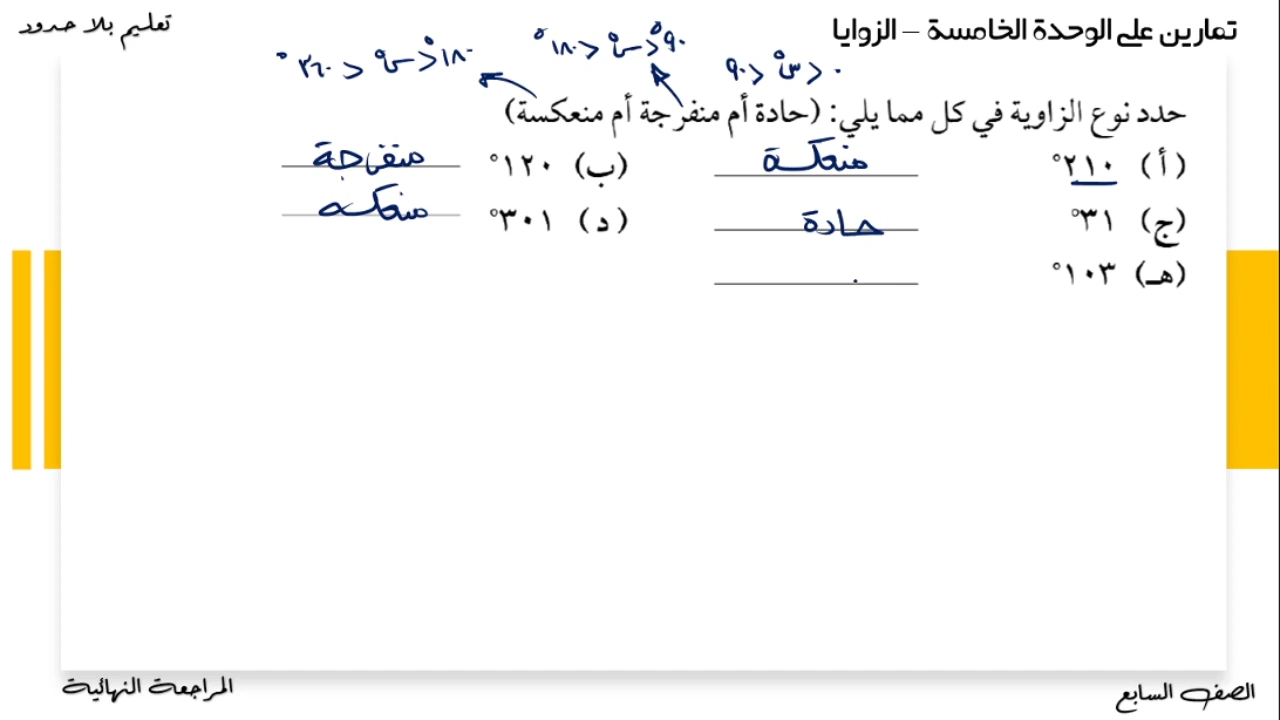 تمارين على الوحدة الخامسة – الزوايا
تعليم بلا حدود
٠ < س° < ٩٠
٩٠° < س° < ١٨٠°
١٨٠° < س° < ٣٦٠°
حدد نوع الزاوية في كل مما يلي: (حادة أم منفرجة أم منعكسة)
(أ) ٢١٠° منعكسة (ب) ١٢٠° منفرجة
(ج) ٣١° حادة (د) ٣٠١° منعكسه
(هـ) ١٠٣°
الصف السابع
المراجعة النهائية